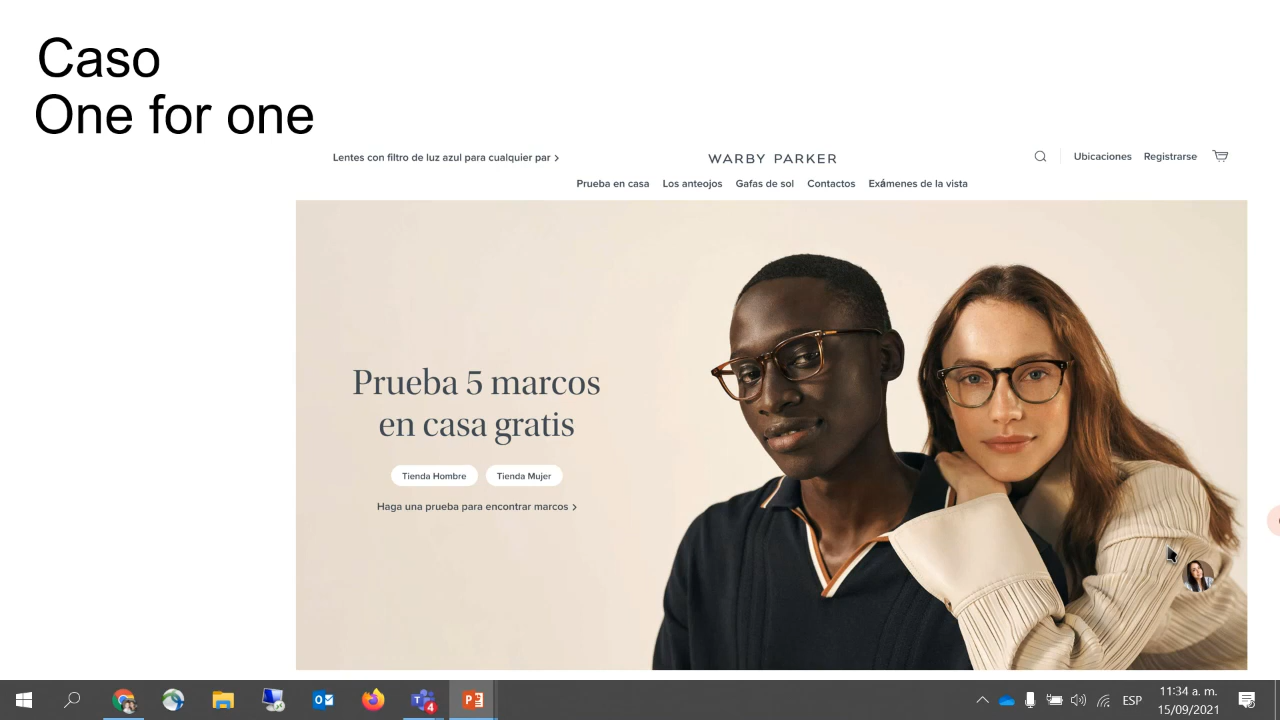 Caso
One for one
Lentes con filtro de luz azul para cualquier par >
WARBY PARKER
Ubicaciones Registrarse
Prueba en casa Los anteojos Gafas de sol Contactos Exámenes de la vista
Prueba 5 marcos
en casa gratis
Tienda Hombre Tienda Mujer
Haga una prueba para encontrar marcos >
4
ESP
11:34 a. m.
15/09/2021